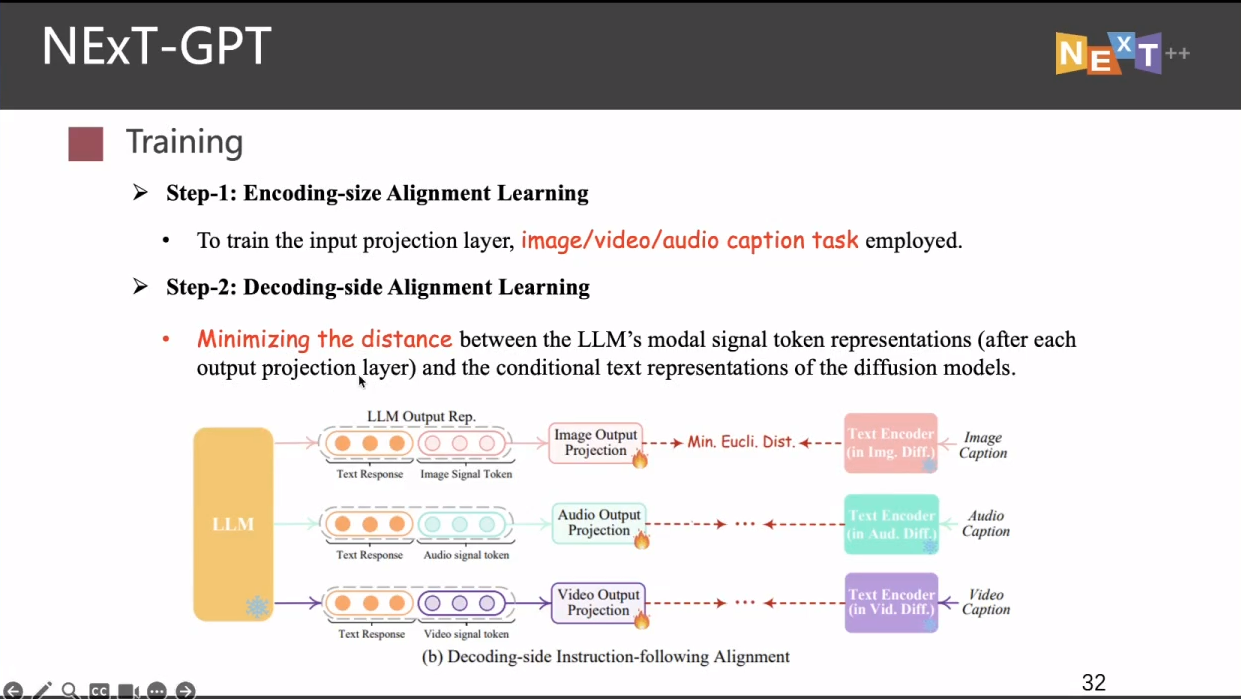 NExT-GPT
NExT++
Training
Step-1: Encoding-size Alignment Learning
To train the input projection layer, image/video/audio caption task employed.
Step-2: Decoding-side Alignment Learning
Minimizing the distance between the LLM's modal signal token representations (after each
output projection layer) and the conditional text representations of the diffusion models.
LLM Output Rep.
Image Output
Projection
Min. Eucli. Dist.
Text Encoder
(in Img. Diff.)
Image
Caption
Text Response
Image Signal Token
LLM
Audio Output
Projection
...
Text Encoder
(in Aud. Diff.)
Audio
Caption
Text Response
Audio signal token
Video Output
Projection
...
Text Encoder
(in Vid. Diff.)
Video
Caption
Text Response
Video signal token
(b) Decoding-side Instruction-following Alignment
32
CC